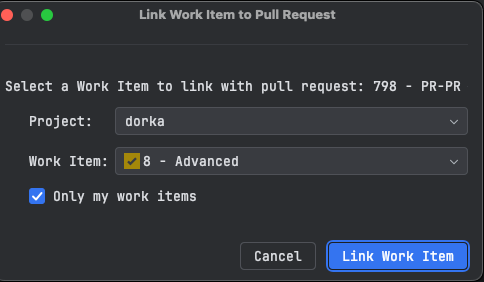 Link Work Item to Pull Request
Select a Work Item to link with pull request: 798 - PR-PR
Project: dorka
Work Item: 8 - Advanced
Only my work items
Cancel Link Work Item